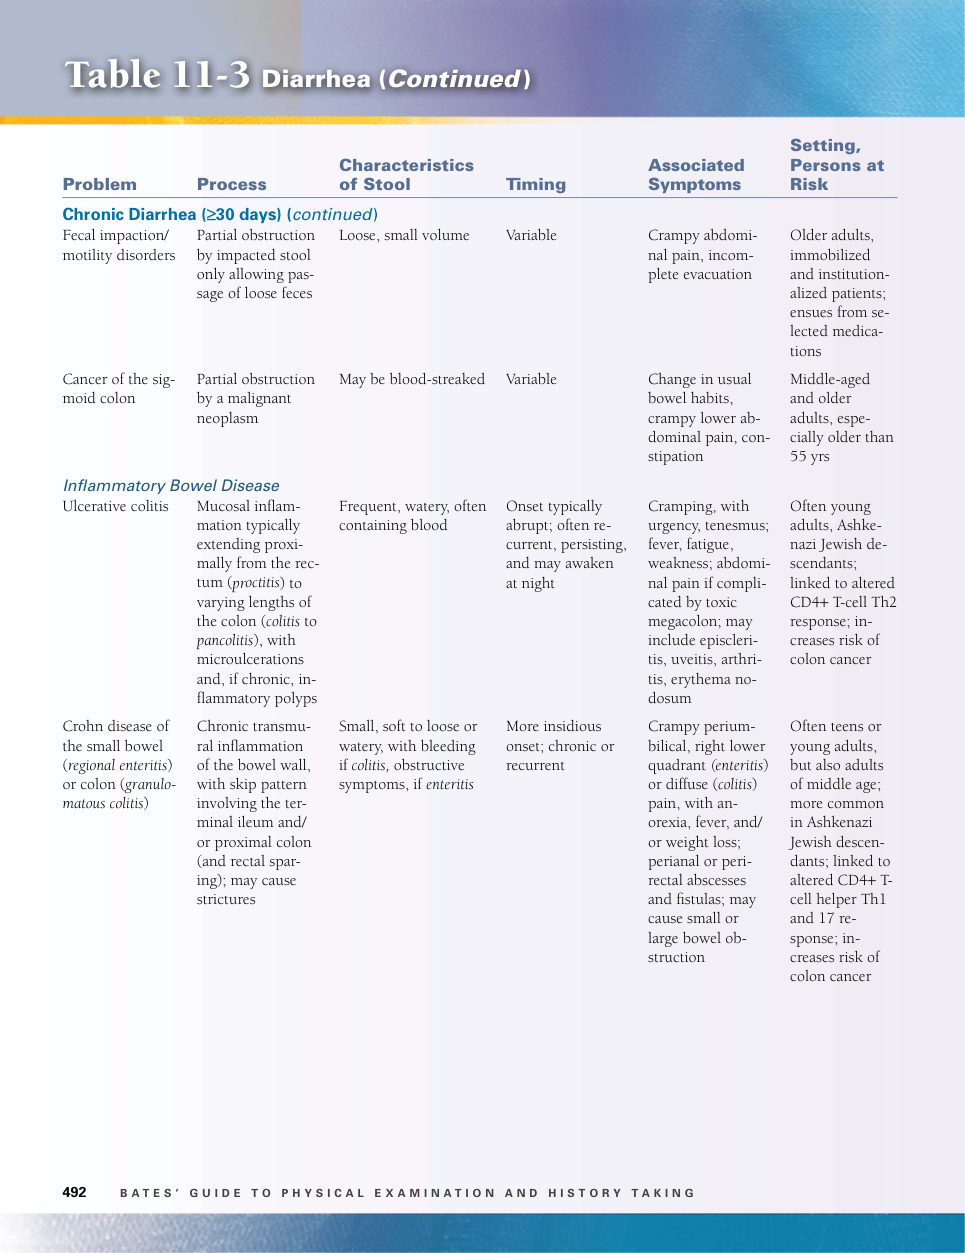 Table 11-3 Diarrhea (Continued)
Setting,
Characteristics Associated Persons at
Problem Process of Stool Timing Symptoms Risk
Chronic Diarrhea (≥30 days) (continued)
Fecal impaction/
motility disorders
Partial obstruction
by impacted stool
only allowing pas-
sage of loose feces
Loose, small volume
Variable
Crampy abdomi-
nal pain, incom-
plete evacuation
Older adults,
immobilized
and institution-
alized patients;
ensues from se-
lected medica-
tions
Cancer of the sig-
moid colon
Partial obstruction
by a malignant
neoplasm
May be blood-streaked
Variable
Change in usual
bowel habits,
crampy lower ab-
dominal pain, con-
stipation
Middle-aged
and older
adults, espe-
cially older than
55 yrs
Inflammatory Bowel Disease
Ulcerative colitis
Mucosal inflam-
mation typically
extending proxi-
mally from the rec-
tum (proctitis) to
varying lengths of
the colon (colitis to
pancolitis), with
microulcerations
and, if chronic, in-
flammatory polyps
Frequent, watery, often
containing blood
Onset typically
abrupt; often re-
current, persisting,
and may awaken
at night
Cramping, with
urgency, tenesmus;
fever, fatigue,
weakness; abdomi-
nal pain if compli-
cated by toxic
megacolon; may
include episcleri-
tis, uveitis, arthri-
tis, erythema no-
dosum
Often young
adults, Ashke-
nazi Jewish de-
scendants;
linked to altered
CD4+ T-cell Th2
response; in-
creases risk of
colon cancer
Crohn disease of
the small bowel
(regional enteritis)
or colon (granulo-
matous colitis)
Chronic transmu-
ral inflammation
of the bowel wall,
with skip pattern
involving the ter-
minal ileum and/
or proximal colon
(and rectal spar-
ing); may cause
strictures
Small, soft to loose or
watery, with bleeding
if colitis, obstructive
symptoms, if enteritis
More insidious
onset; chronic or
recurrent
Crampy perium-
bilical, right lower
quadrant (enteritis)
or diffuse (colitis)
pain, with an-
orexia, fever, and/
or weight loss;
perianal or peri-
rectal abscesses
and fistulas; may
cause small or
large bowel ob-
struction
Often teens or
young adults,
but also adults
of middle age;
more common
in Ashkenazi
Jewish descen-
dants; linked to
altered CD4+ T-
cell helper Th1
and 17 re-
sponse; in-
creases risk of
colon cancer
492 BATES' GUIDE TO PHYSICAL EXAMINATION AND HISTORY TAKING